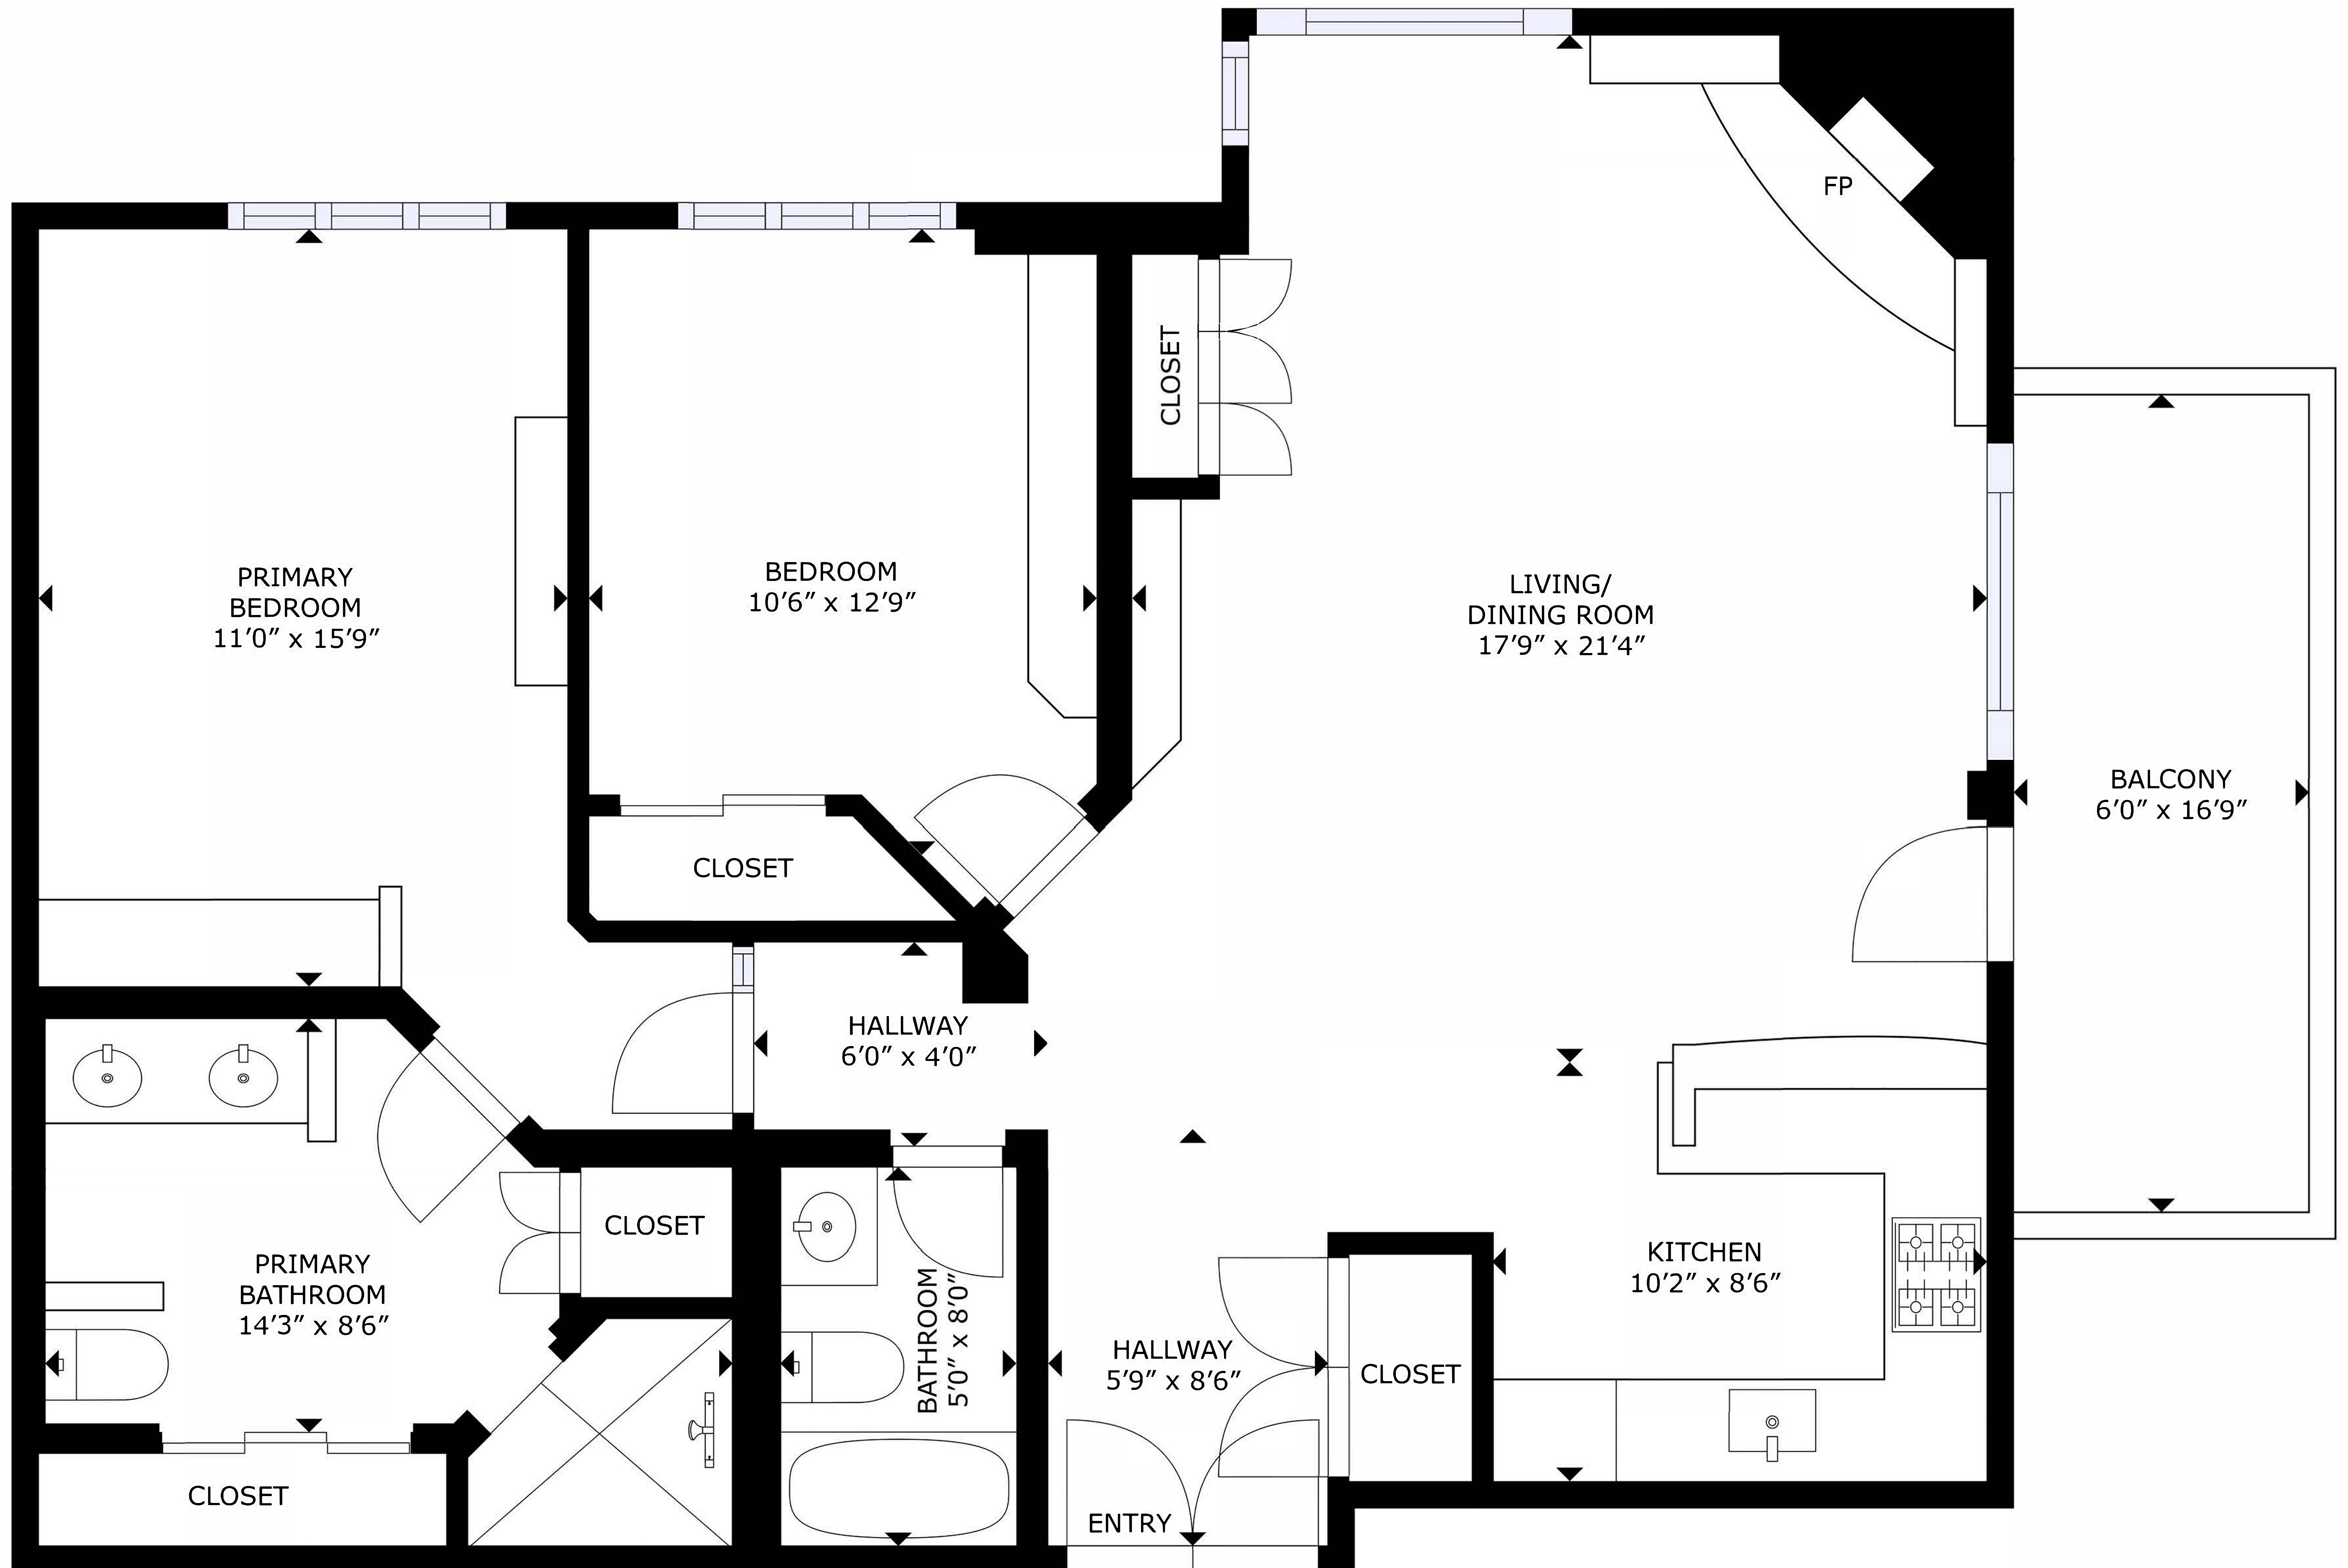 FP
CLOSET
PRIMARY
BEDROOM
11’0” x 15’9”
BEDROOM
10’6” x 12’9”
LIVING/
DINING ROOM
17’9” x 21’4”
BALCONY
6’0” x 16’9”
CLOSET
HALLWAY
6’0” x 4’0”
CLOSET
PRIMARY
BATHROOM
14’3” x 8’6”
BATHROOM
5’0” x 8’0”
KITCHEN
10’2” x 8’6”
HALLWAY
5’9” x 8’6”
CLOSET
CLOSET
ENTRY